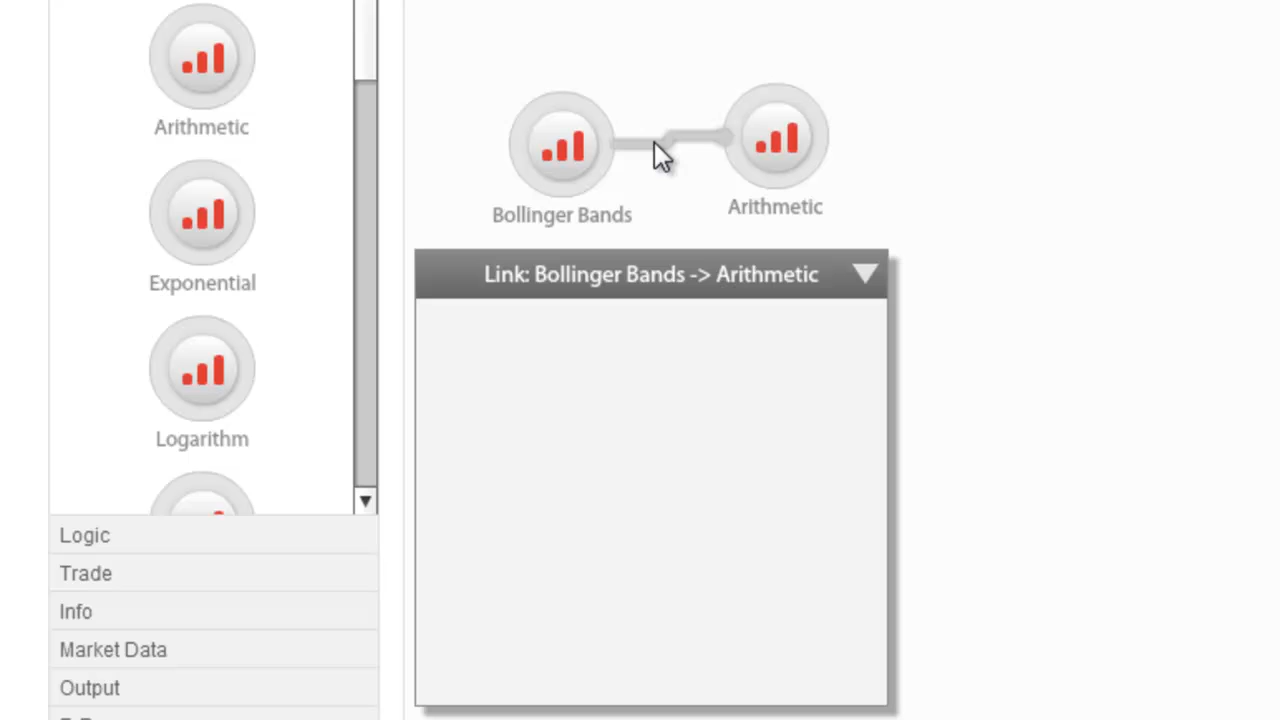 Arithmetic
Exponential
Logarithm
Logic
Trade
Info
Market Data
Output
Bollinger Bands
Arithmetic
Link: Bollinger Bands -> Arithmetic